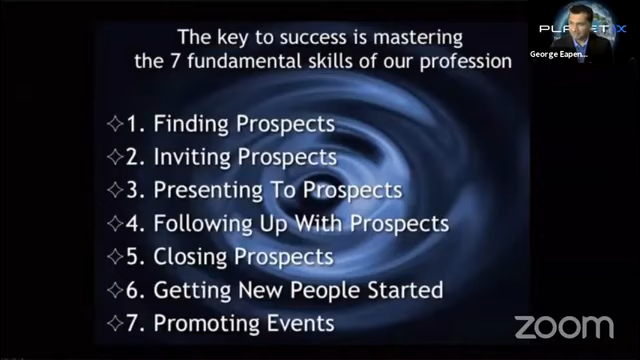 The key to success is mastering
the 7 fundamental skills of our profession
1. Finding Prospects
2. Inviting Prospects
3. Presenting To Prospects
4. Following Up With Prospects
5. Closing Prospects
6. Getting New People Started
7. Promoting Events
PLANET IX
George Eapen...
zoom